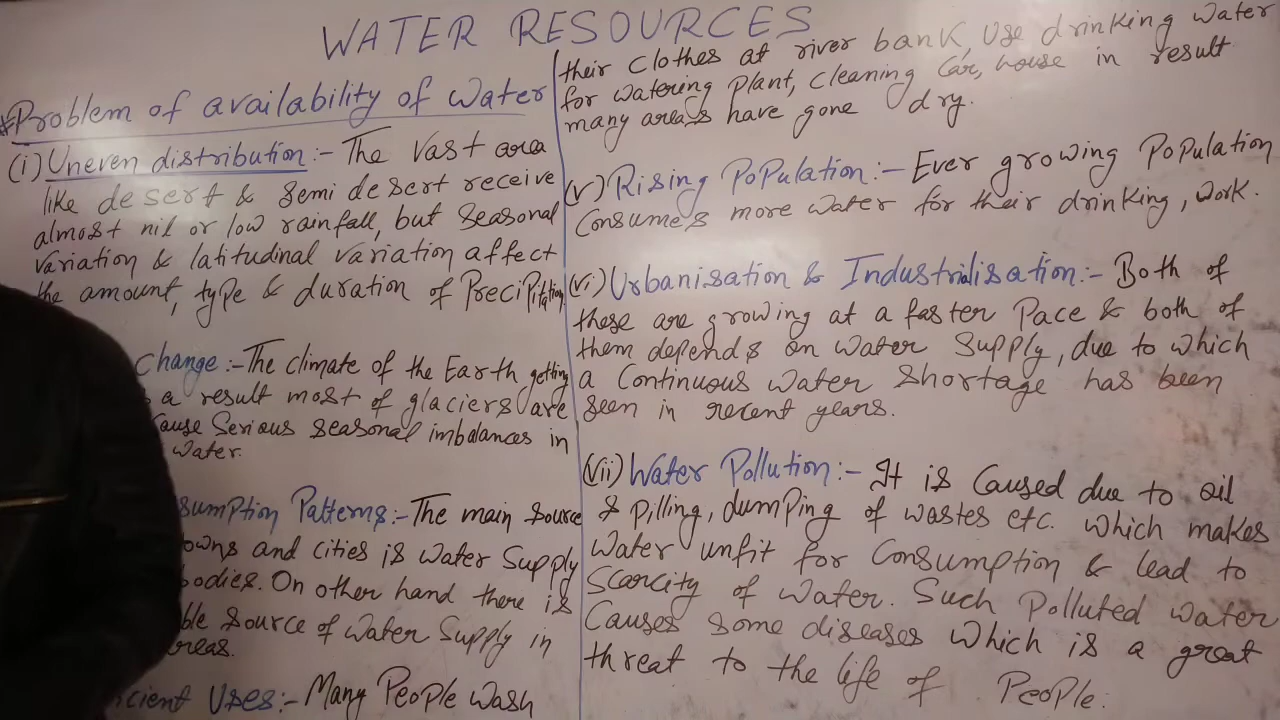 WATER RESOURCES
*Problem of availability of water
(i) Uneven distribution:- The vast area
like desert & semi desert receive
almost nil or low rainfall, but seasonal
variation & latitudinal variation affect
the amount, type & duration of Precipitation
change:- The climate of the Earth getting
a result most of glaciers are
cause serious seasonal imbalances in
water.
sumption Patterns:- The main source
owns and cities is water supply
bodies. On other hand there is
ble source of water supply in
reas.
cient Uses:- Many People wash
their clothes at river bank, use drinking water
for watering plant, cleaning car, house in result
many areas have gone dry.
(v) Rising Population:- Ever growing Population
consumes more water for their drinking, work.
(vi) Urbanisation & Industrialisation:- Both of
these are growing at a faster Pace & both of
them depends on water supply, due to which
a continuous water shortage has been
seen in recent years.
(vii) Water Pollution:- It is caused due to oil
spilling, dumping of wastes etc. which makes
water unfit for consumption & lead to
scarcity of water. Such polluted water
causes some diseases which is a great
threat to the life of People.